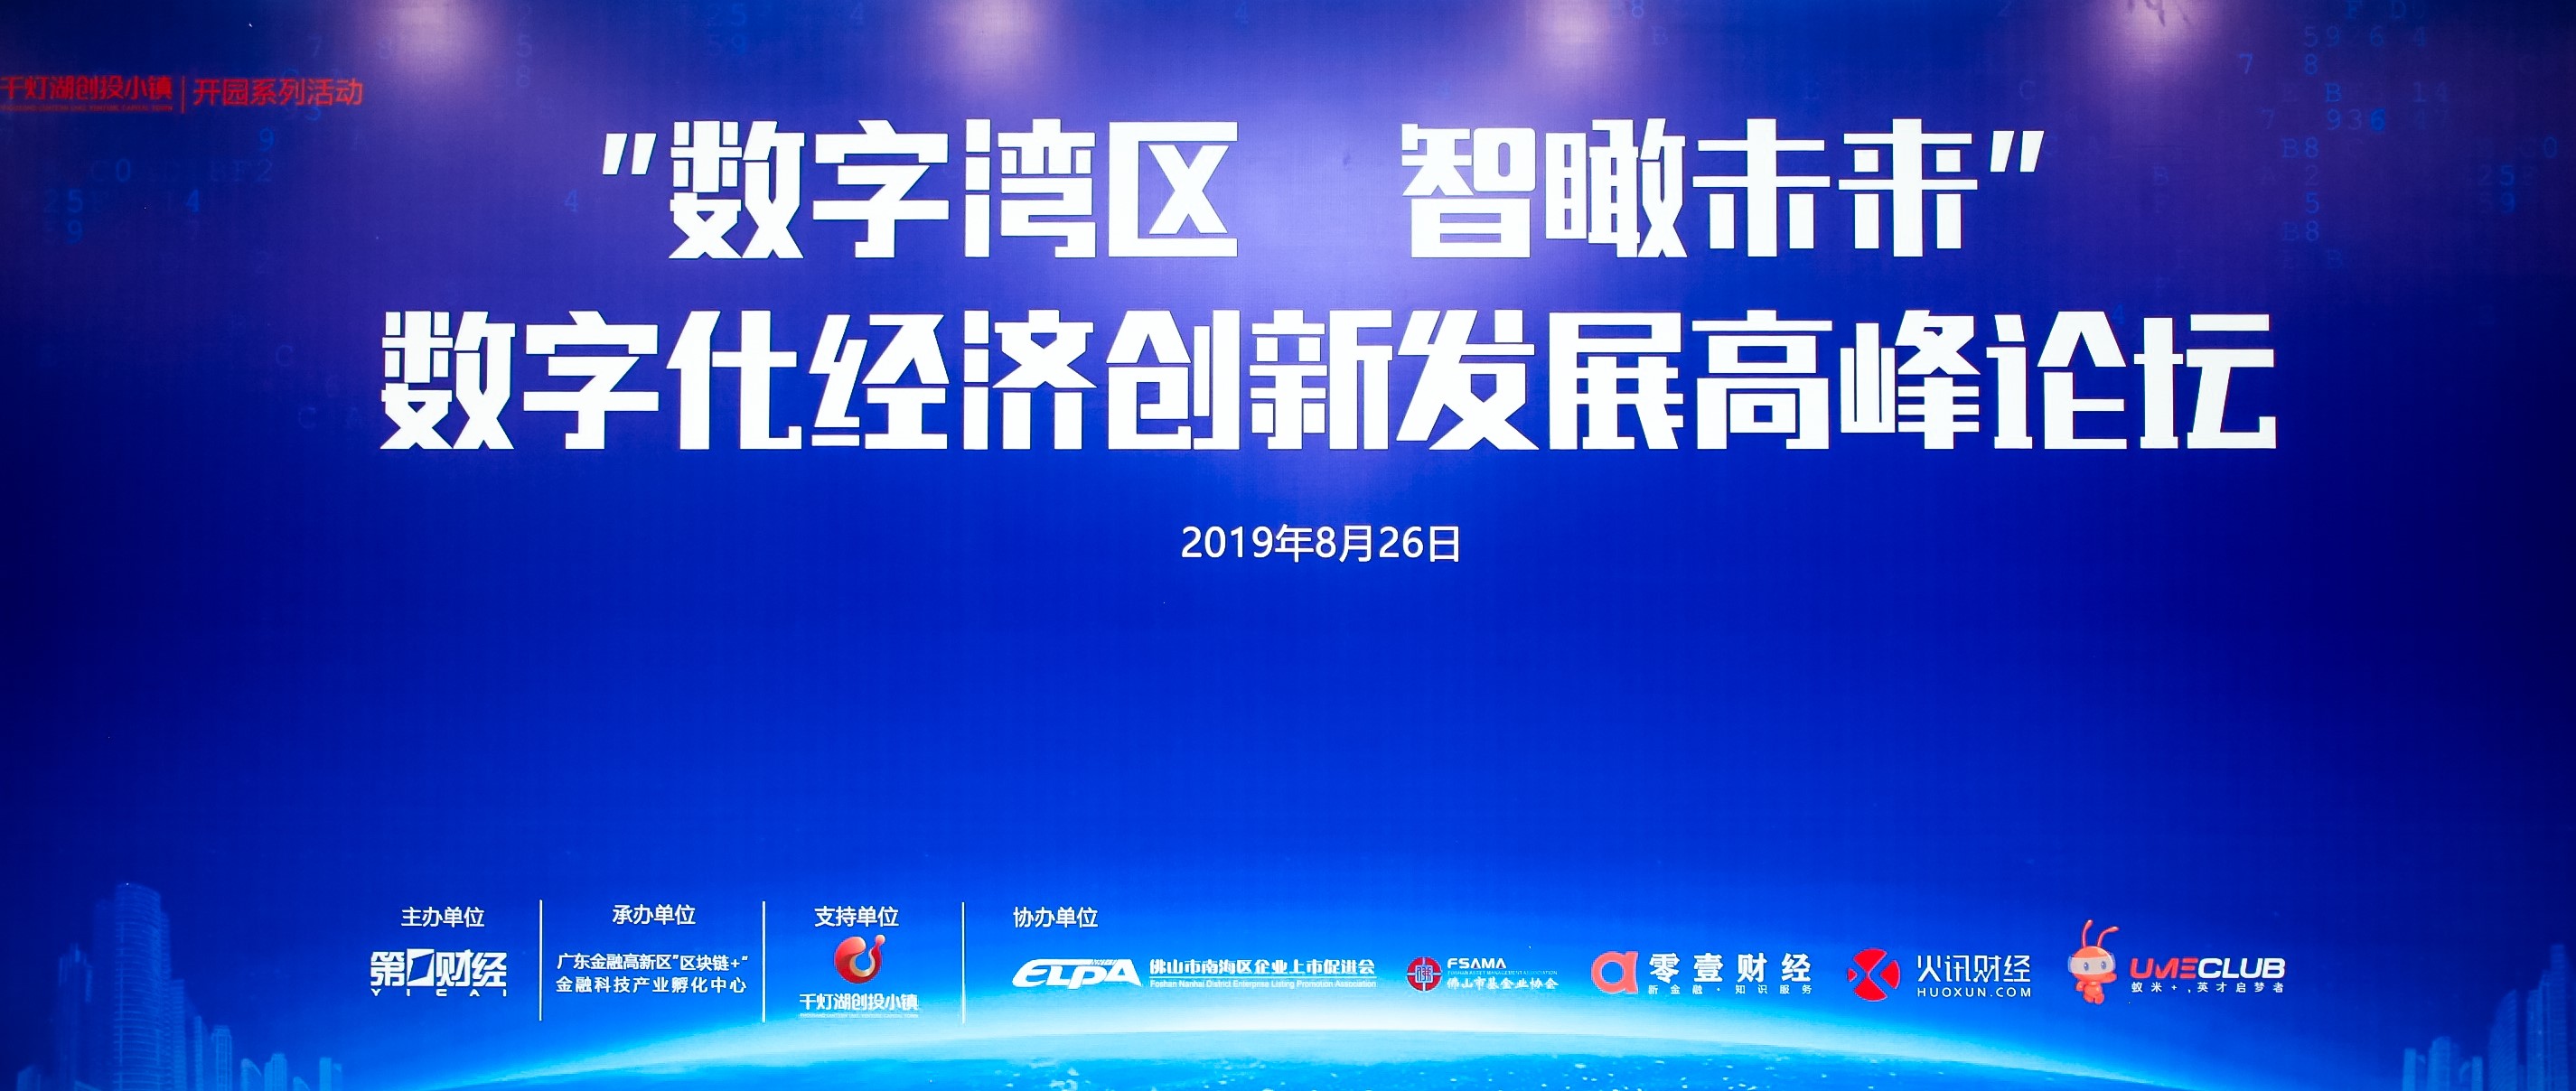 千灯湖创投小镇 | 开园系列活动
"数字湾区 智瞰未来"
数字化经济创新发展高峰论坛
2019年8月26日
主办单位
第一财经
YICAI
承办单位
广东金融高新区"区块链+"
金融科技产业孵化中心
支持单位
千灯湖创投小镇
协办单位
ELPA 佛山市南海区企业上市促进会
Foshan Nanhai District Enterprise Listing Promotion Association
FSAMA
佛山市基金业协会
零壹财经
新金融·知识服务
火讯财经
HUOXUN.COM
UMECLUB
蚁米+,英才启梦者